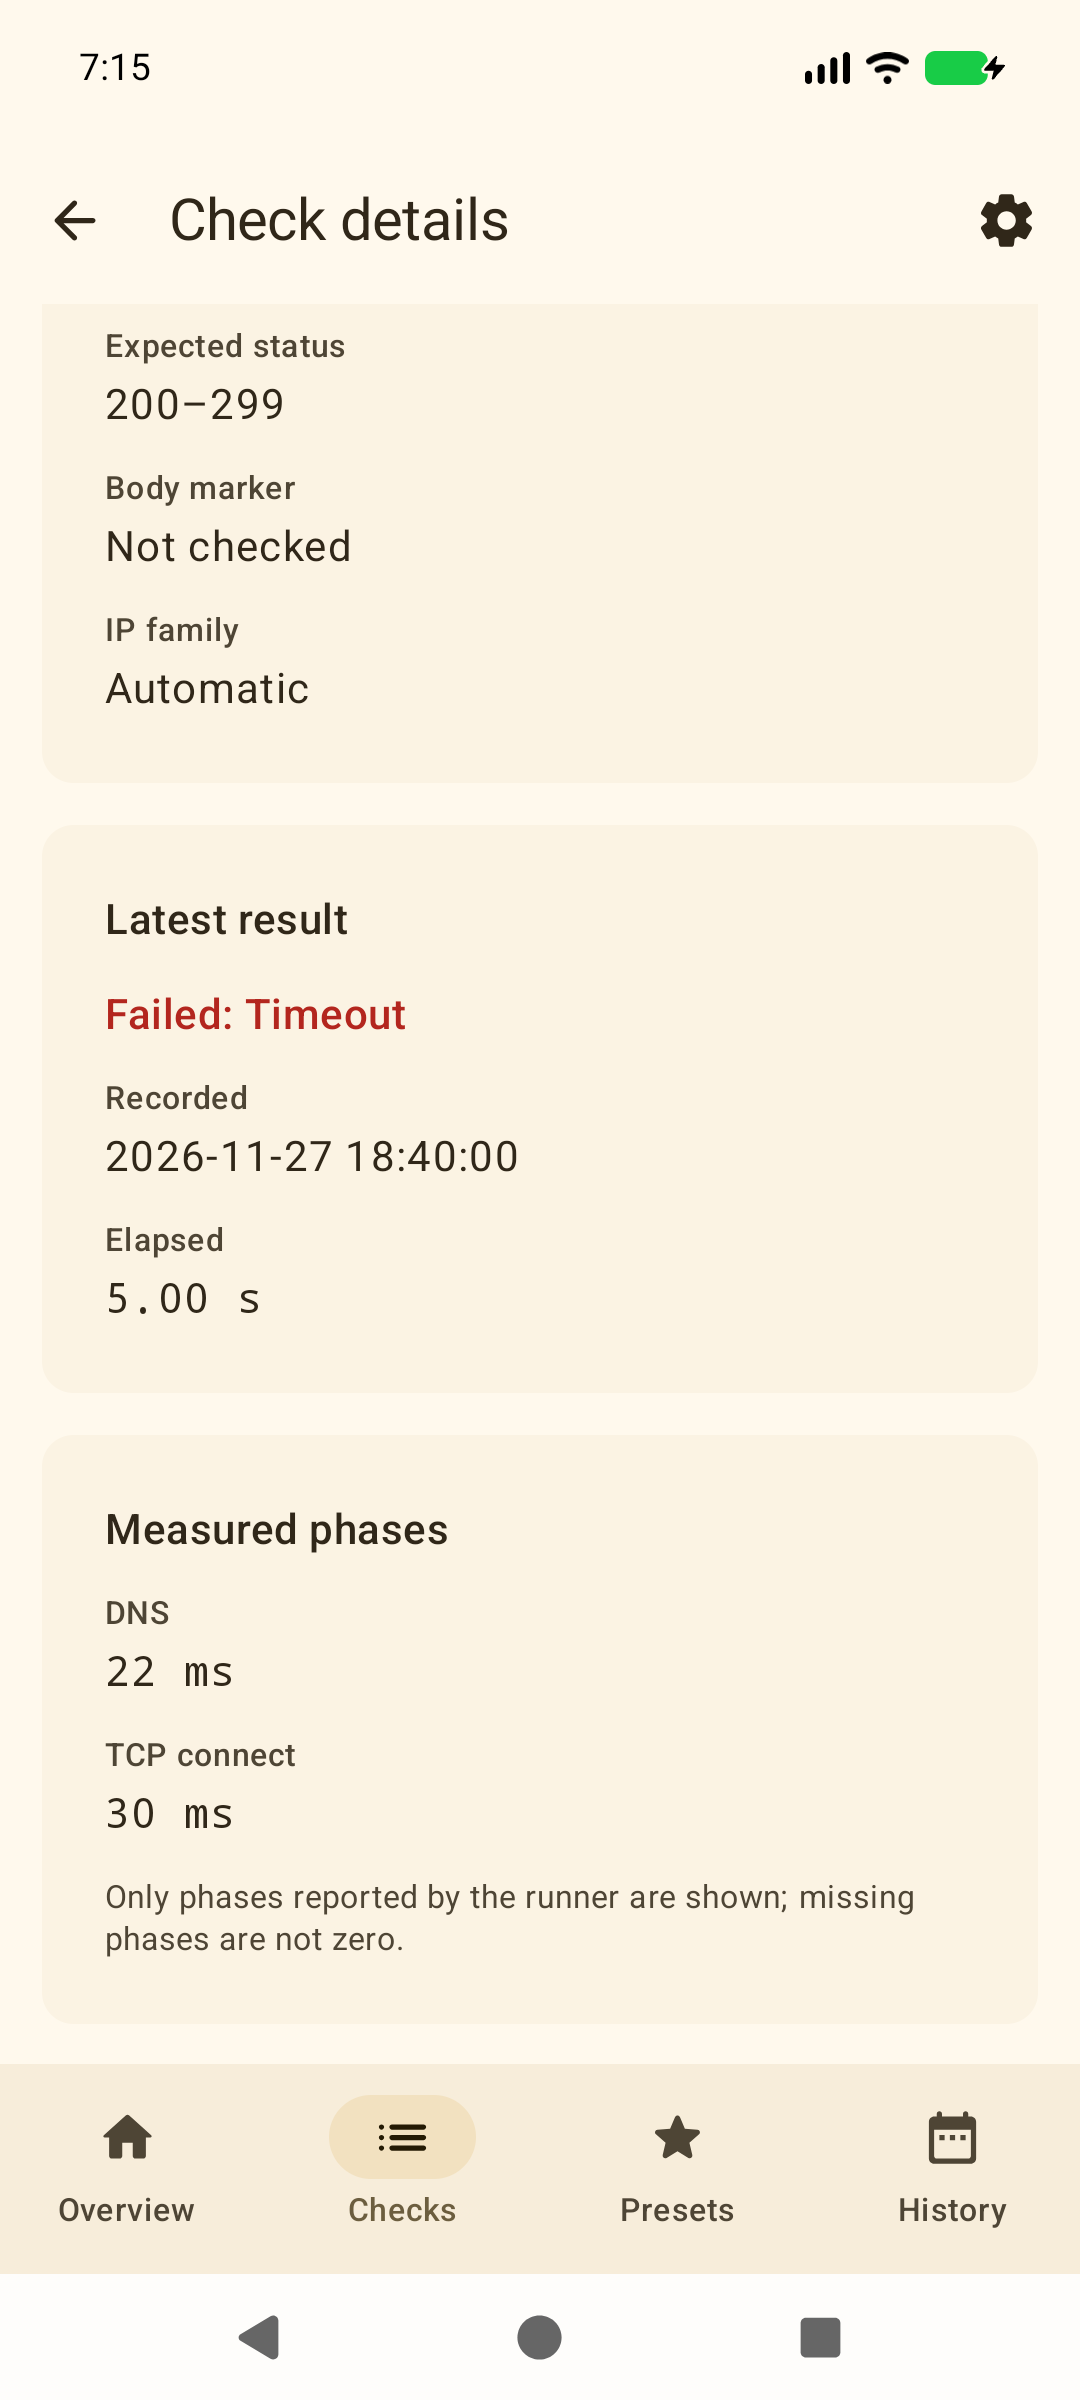 7:15
Check details
Expected status
200–299
Body marker
Not checked
IP family
Automatic
Latest result
Failed: Timeout
Recorded
2026-11-27 18:40:00
Elapsed
5.00 s
Measured phases
DNS
22 ms
TCP connect
30 ms
Only phases reported by the runner are shown; missing
phases are not zero.
Overview
Checks
Presets
History